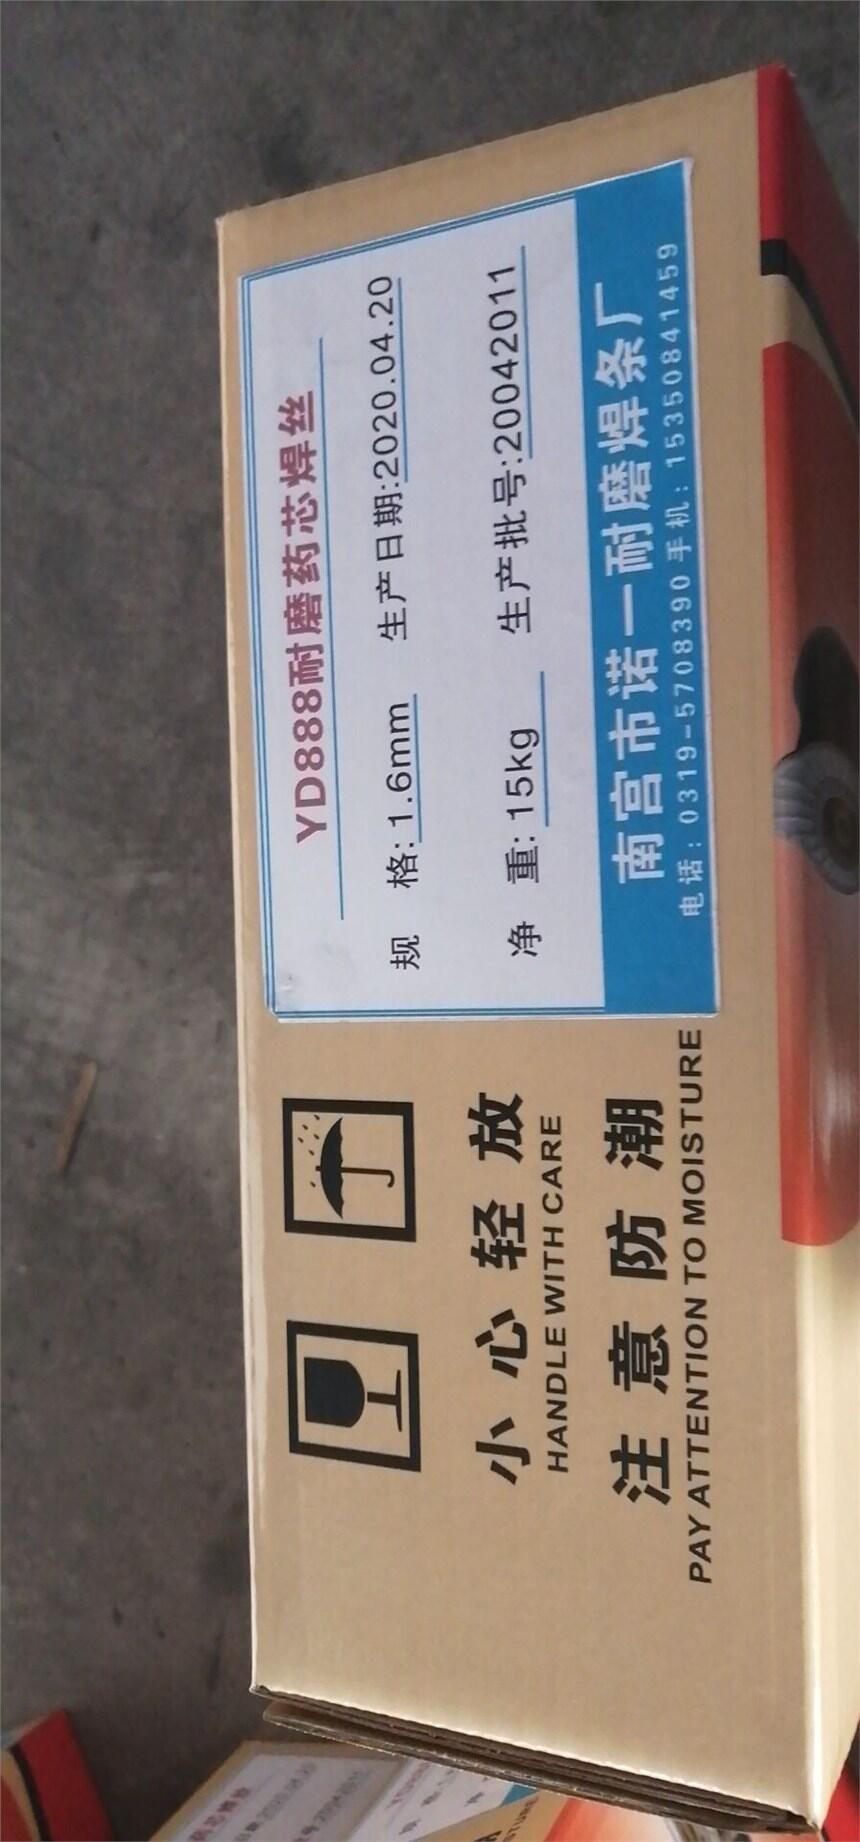 YD888耐磨药芯焊丝
规 格: 1.6mm 生产日期:2020.04.20
净 重: 15kg 生产批号:20042011
南宫市诺一耐磨焊条厂
电话: 0319-5708390 手机: 15350841459
小心轻放
HANDLE WITH CARE
注意防潮
PAY ATTENTION TO MOISTURE